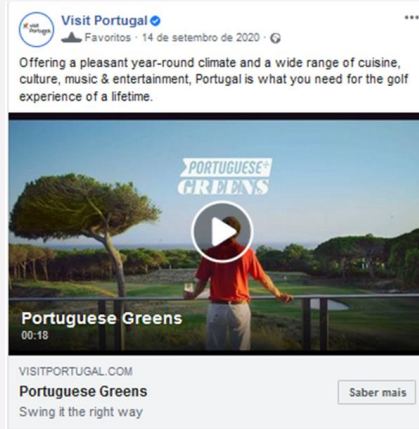 Visit Portugal
Favoritos · 14 de setembro de 2020 ·
Offering a pleasant year-round climate and a wide range of cuisine,
culture, music & entertainment, Portugal is what you need for the golf
experience of a lifetime.
PORTUGUESE
GREENS
Portuguese Greens
00:18
VISITPORTUGAL.COM
Portuguese Greens
Saber mais
Swing it the right way